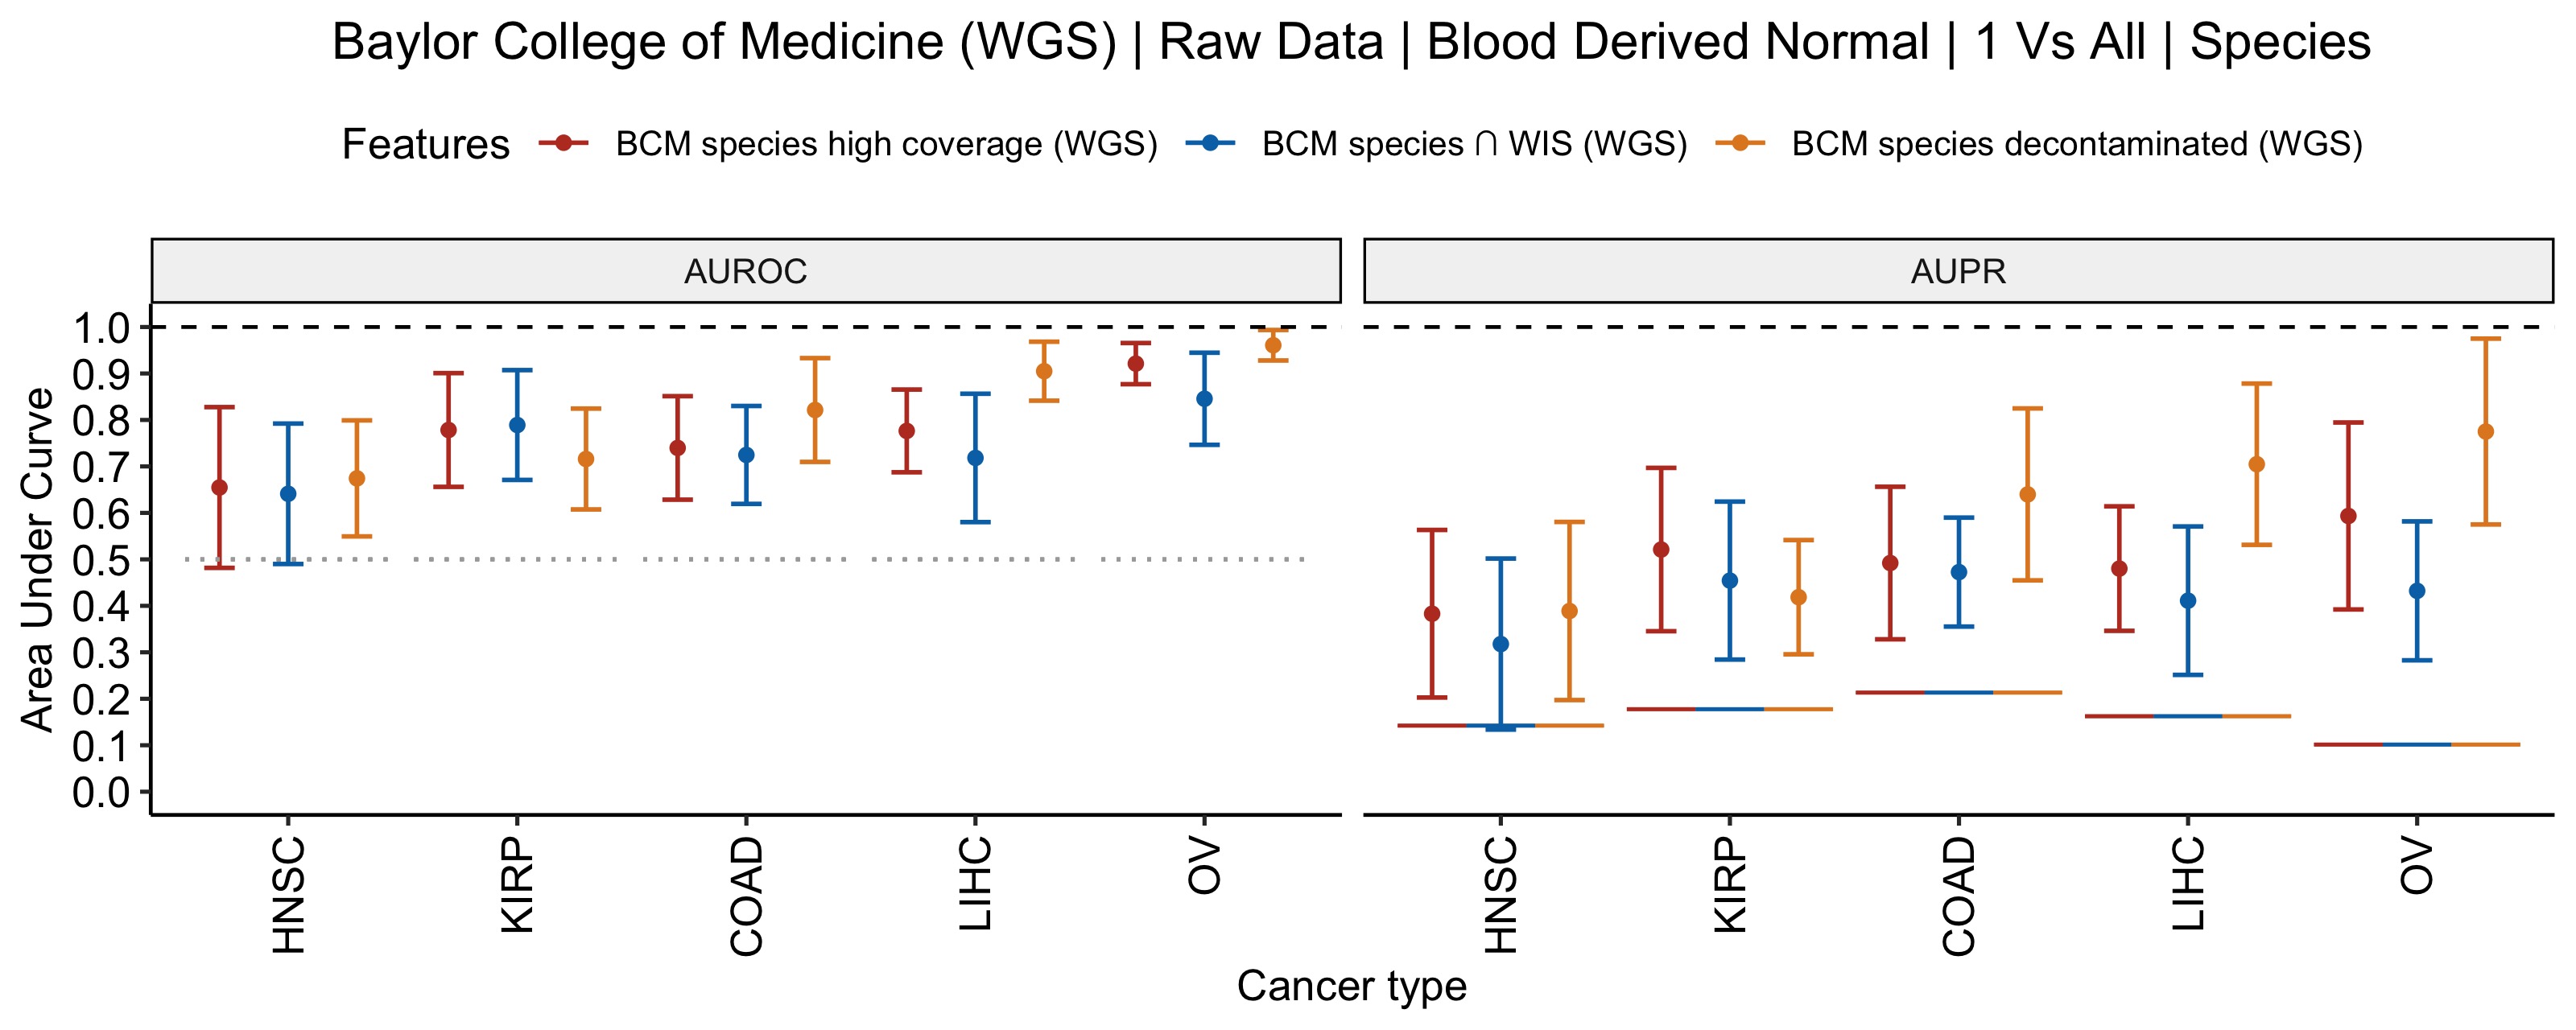 Baylor College of Medicine (WGS) | Raw Data | Blood Derived Normal | 1 Vs All | Species
Features BCM species high coverage (WGS) BCM species ∩ WIS (WGS) BCM species decontaminated (WGS)
AUROC AUPR
Area Under Curve
1.0
0.9
0.8
0.7
0.6
0.5
0.4
0.3
0.2
0.1
0.0
HNSC KIRP COAD LIHC OV HNSC KIRP COAD LIHC OV
Cancer type